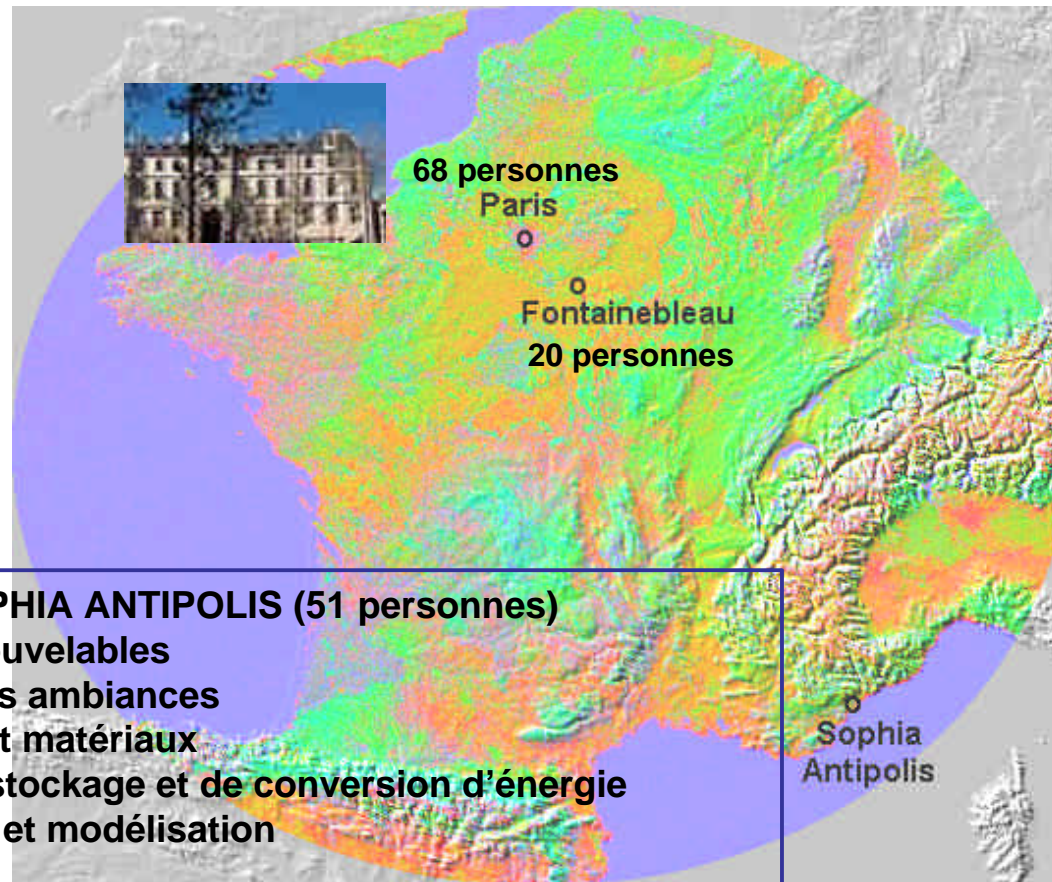 68 personnes
Paris
Fontainebleau
20 personnes
PHIA ANTIPOLIS (51 personnes)
ouvelables
s ambiances
t matériaux
stockage et de conversion d’énergie
et modélisation
Sophia
Antipolis